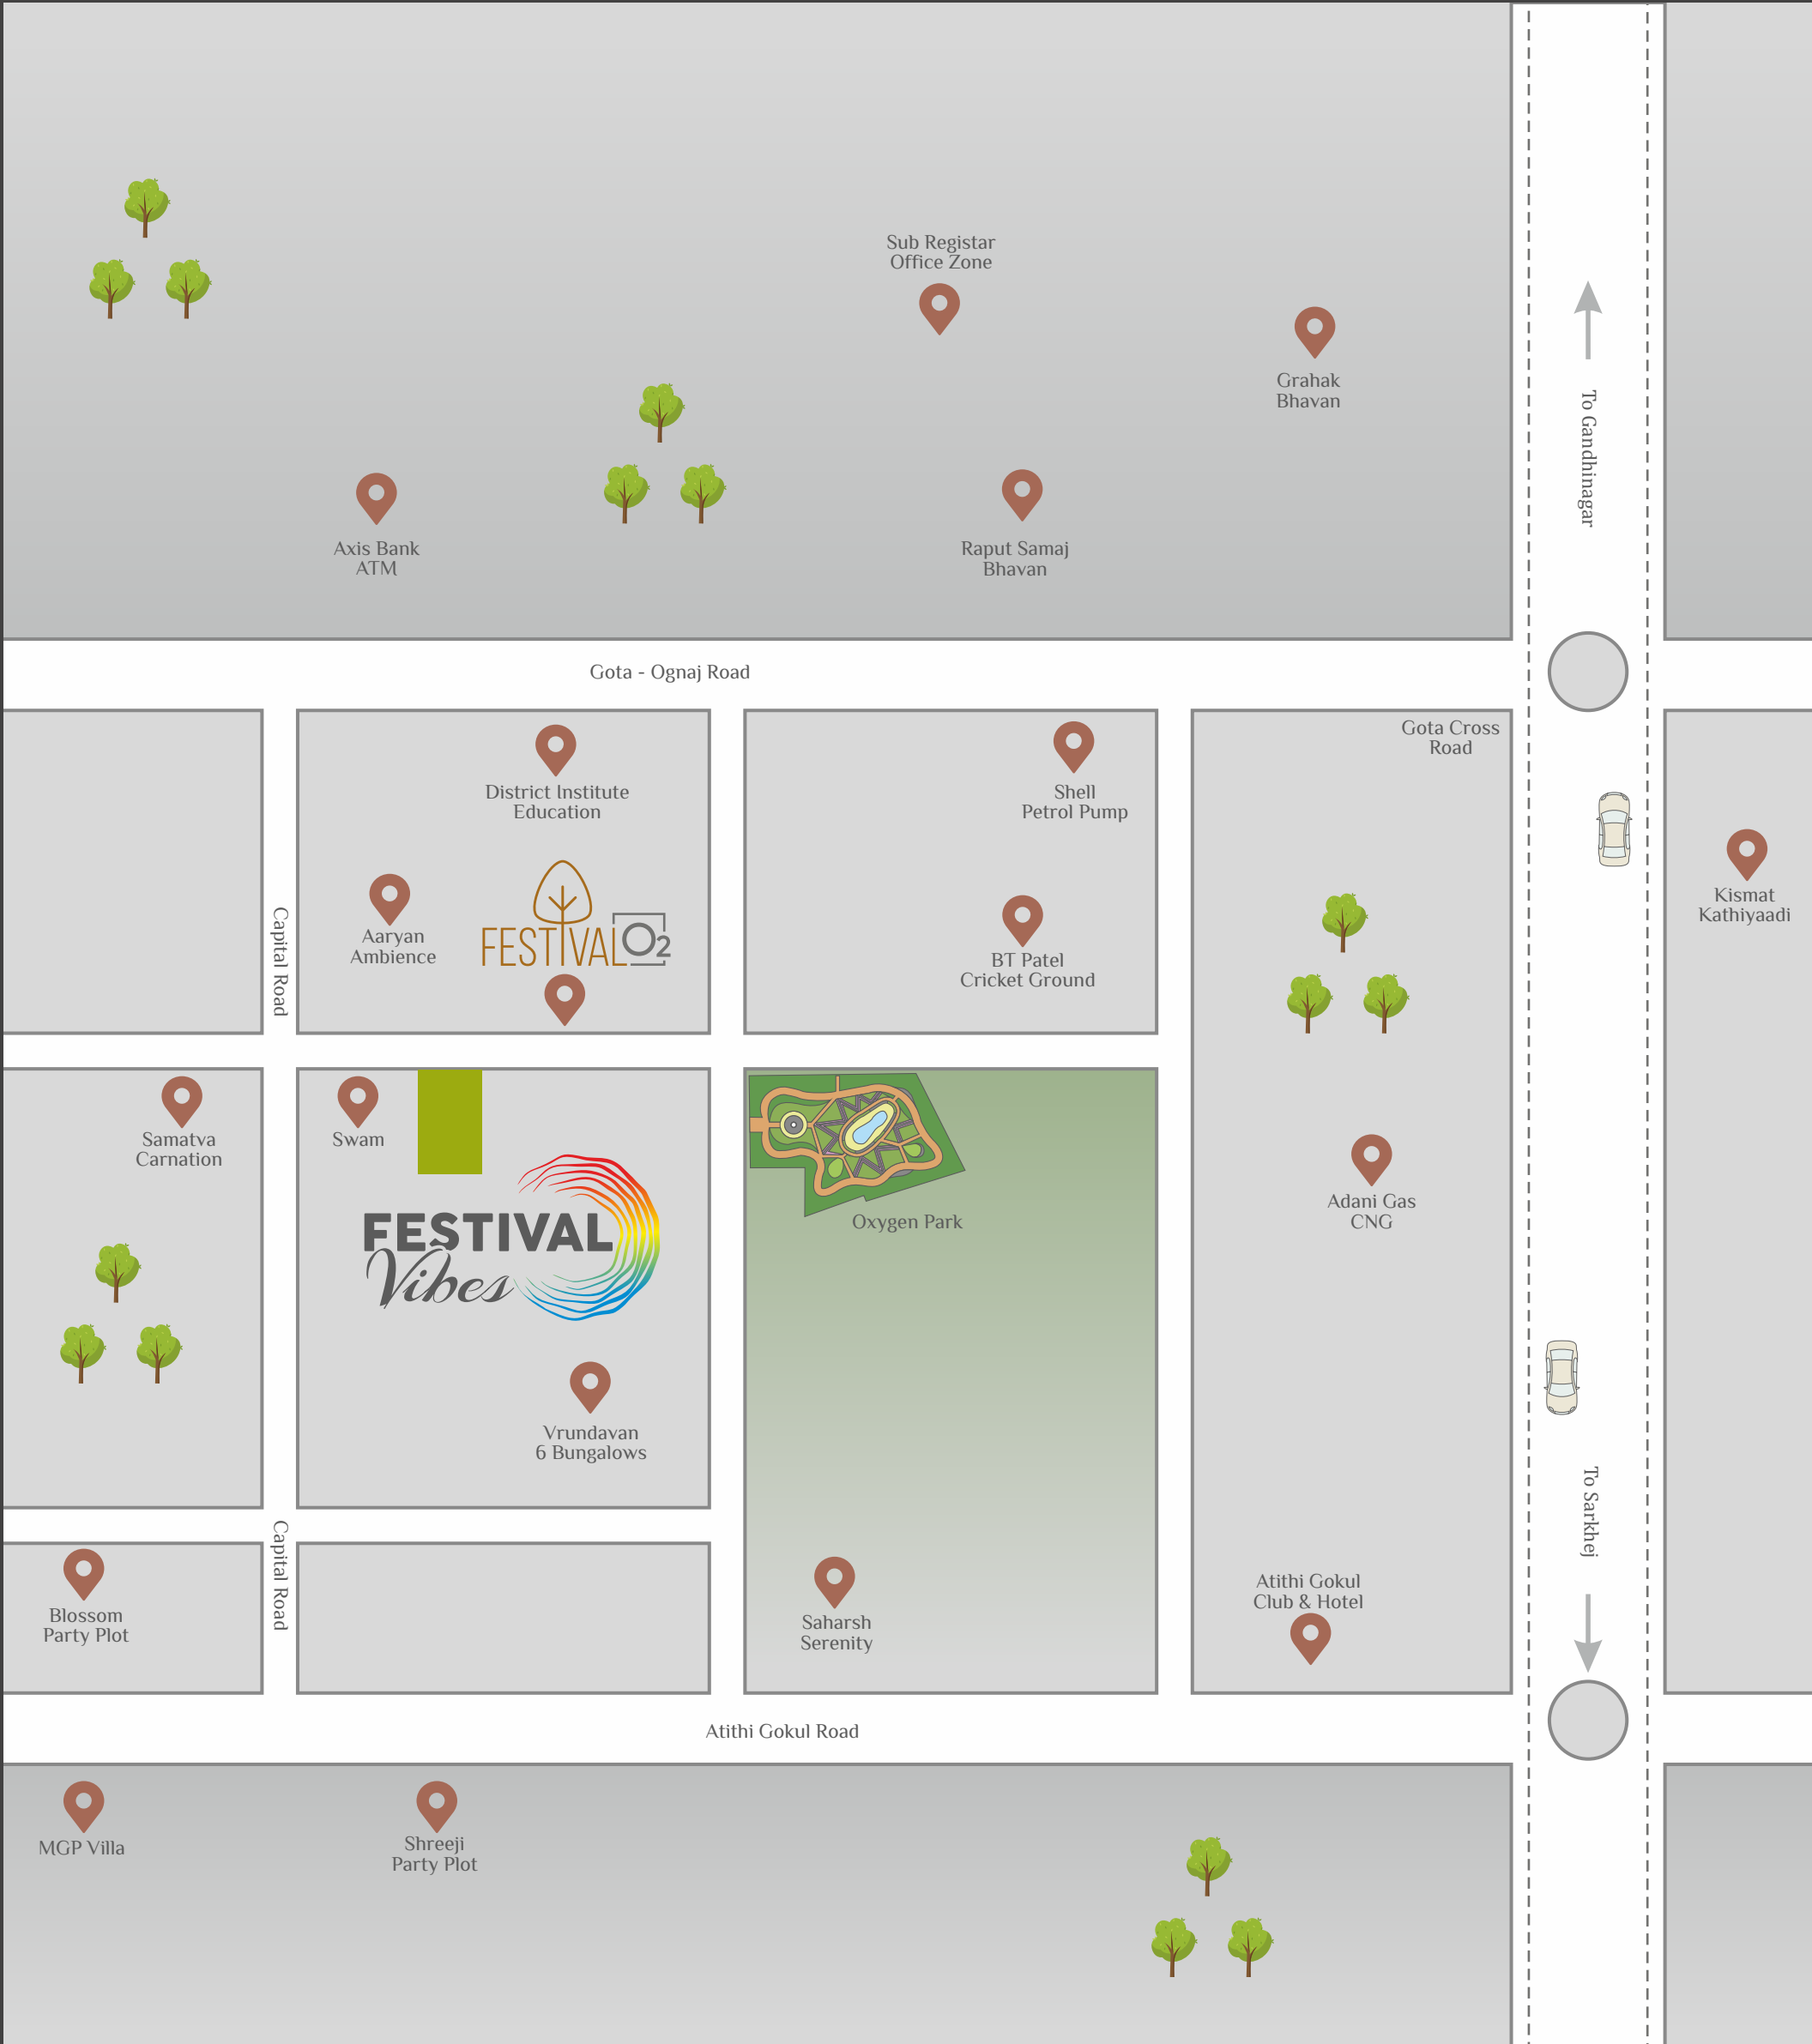 Sub Registar
Office Zone
Grahak
Bhavan
To Gandhinagar
Axis Bank
ATM
Raput Samaj
Bhavan
Gota - Ognaj Road
Gota Cross
Road
District Institute
Education
Shell
Petrol Pump
Kismat
Kathiyaadi
Capital Road
Aaryan
Ambience
FESTIVAL O2
BT Patel
Cricket Ground
Samatva
Carnation
Swam
FESTIVAL
Vibes
Oxygen Park
Adani Gas
CNG
Vrundavan
6 Bungalows
To Sarkhej
Capital Road
Blossom
Party Plot
Saharsh
Serenity
Atithi Gokul
Club & Hotel
Atithi Gokul Road
MGP Villa
Shreeji
Party Plot